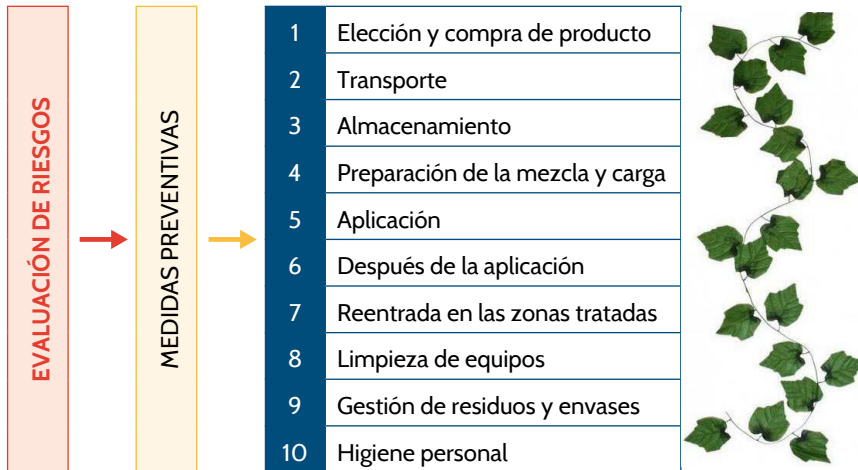 EVALUACIÓN DE RIESGOS
MEDIDAS PREVENTIVAS
1 Elección y compra de producto
2 Transporte
3 Almacenamiento
4 Preparación de la mezcla y carga
5 Aplicación
6 Después de la aplicación
7 Reentrada en las zonas tratadas
8 Limpieza de equipos
9 Gestión de residuos y envases
10 Higiene personal